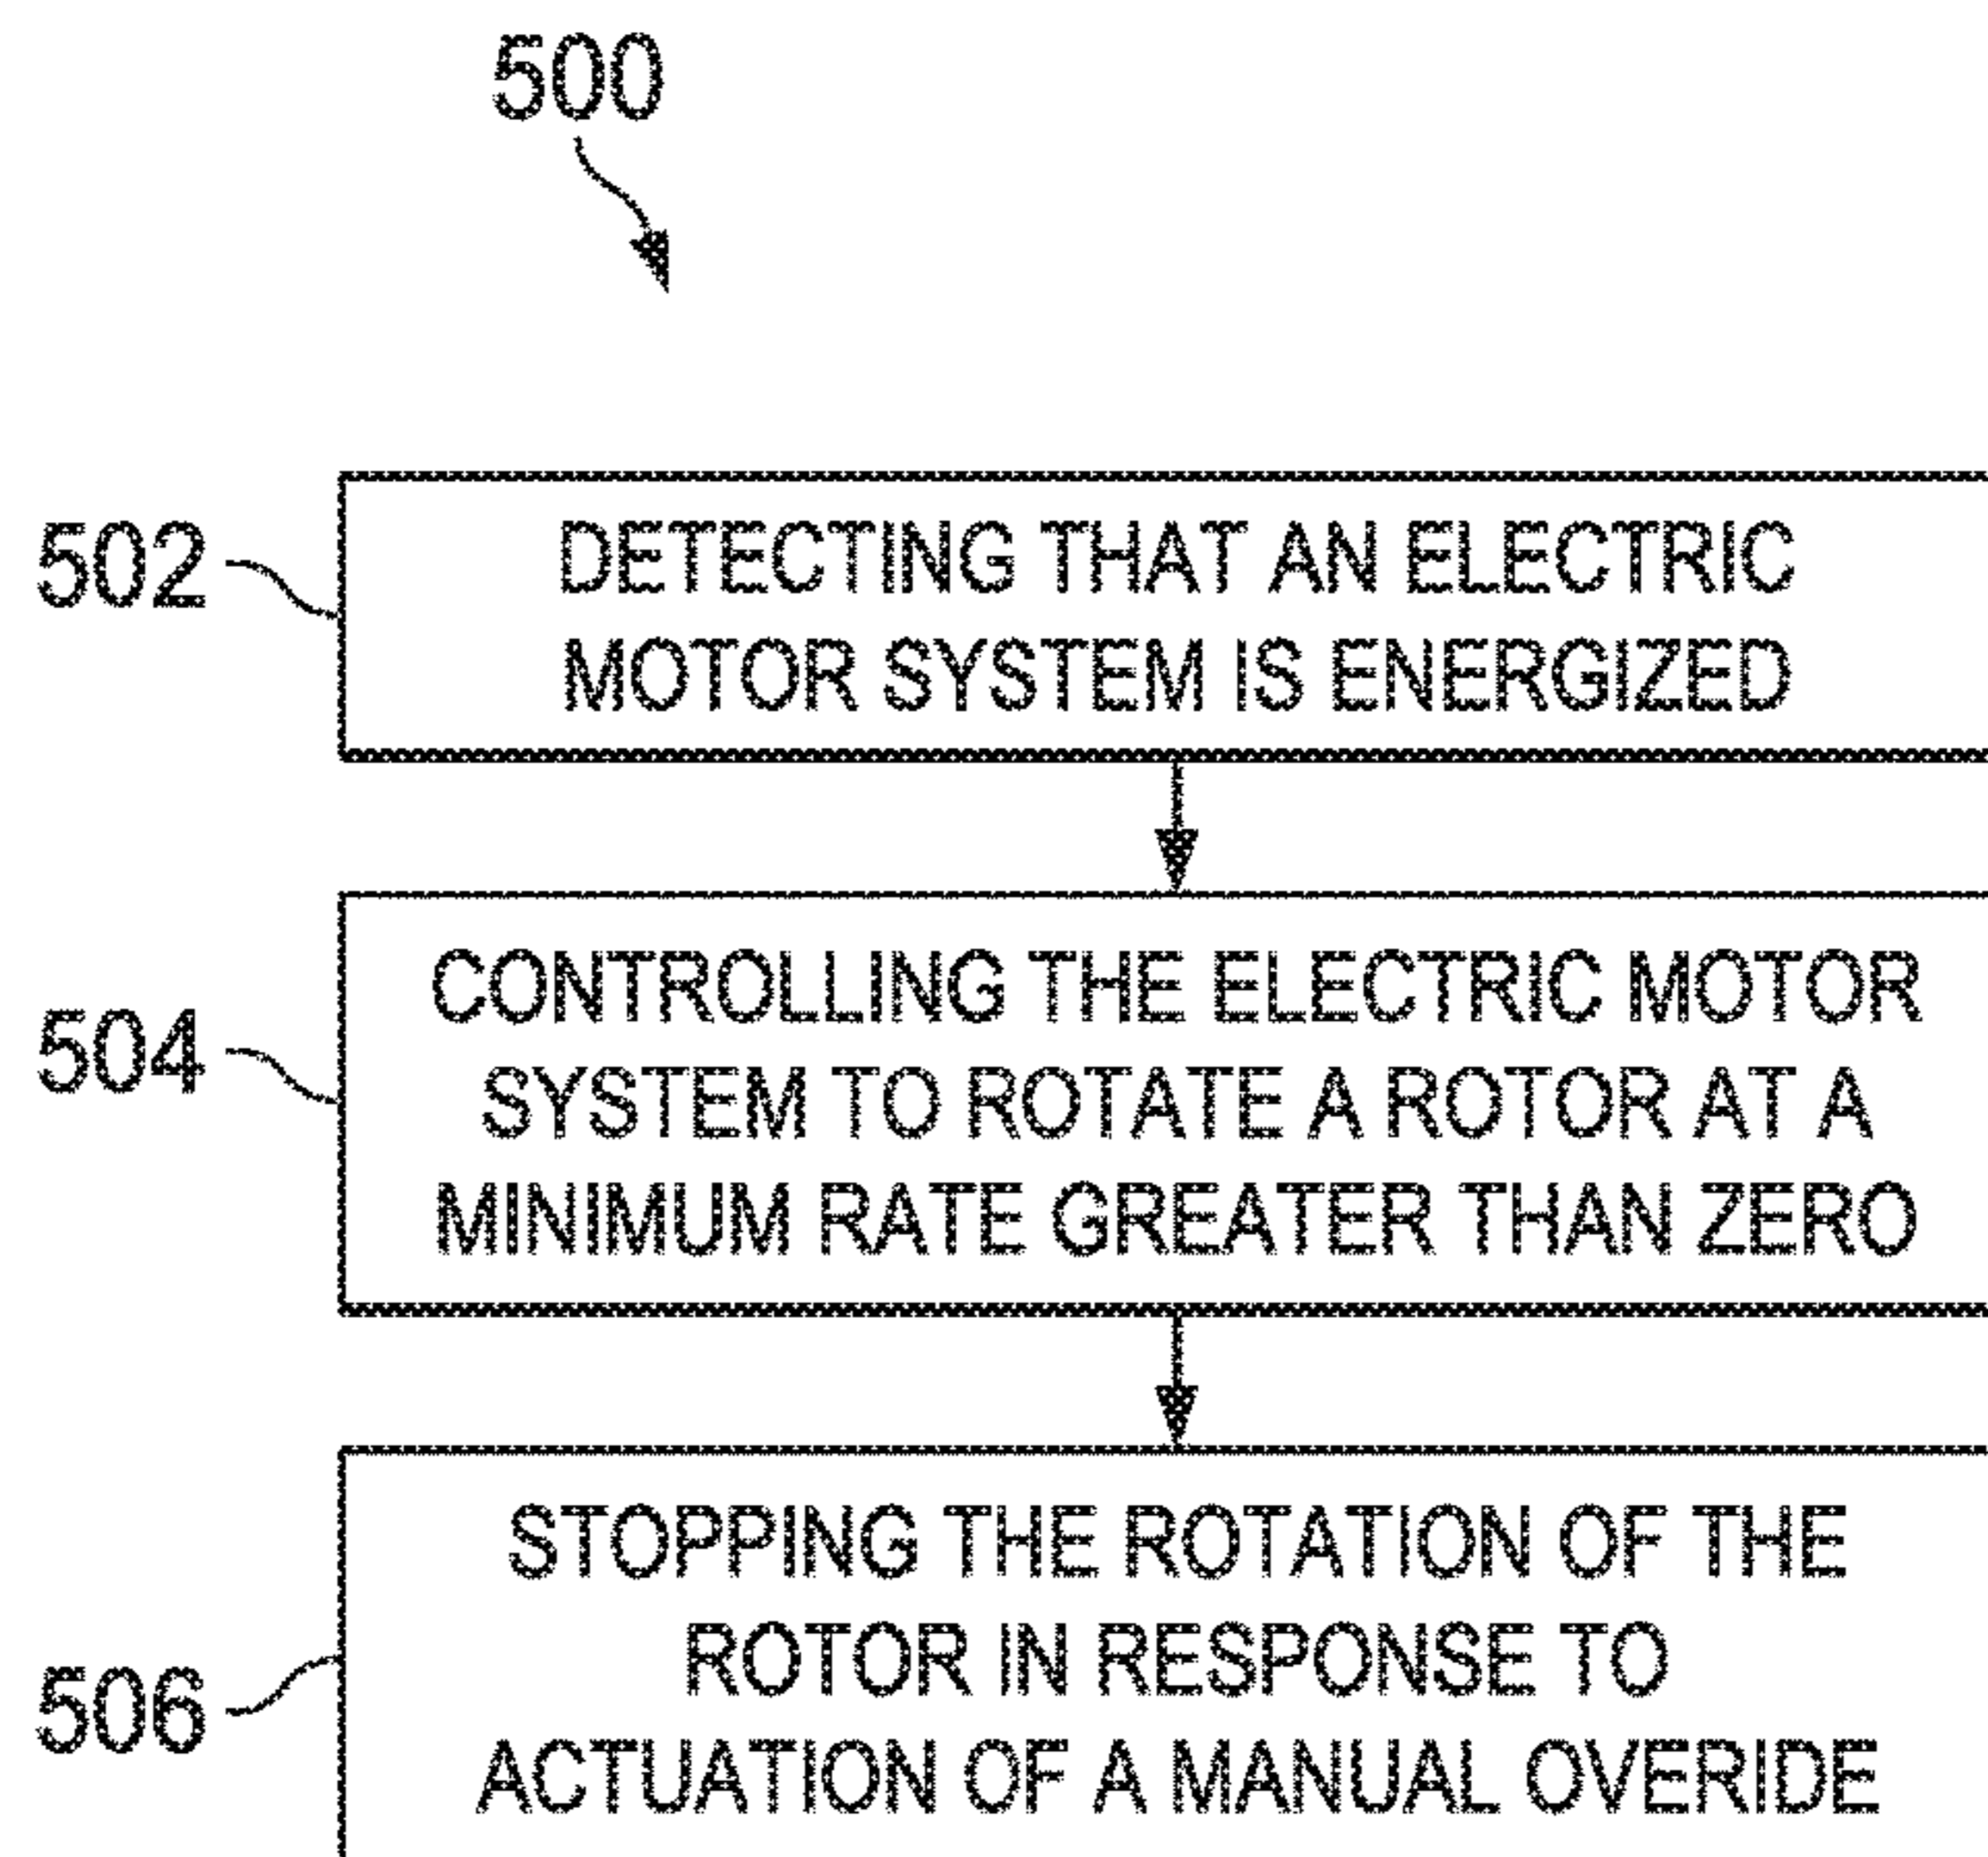 500
502
DETECTING THAT AN ELECTRIC
MOTOR SYSTEM IS ENERGIZED
504
CONTROLLING THE ELECTRIC MOTOR
SYSTEM TO ROTATE A ROTOR AT A
MINIMUM RATE GREATER THAN ZERO
506
STOPPING THE ROTATION OF THE
ROTOR IN RESPONSE TO
ACTUATION OF A MANUAL OVERIDE